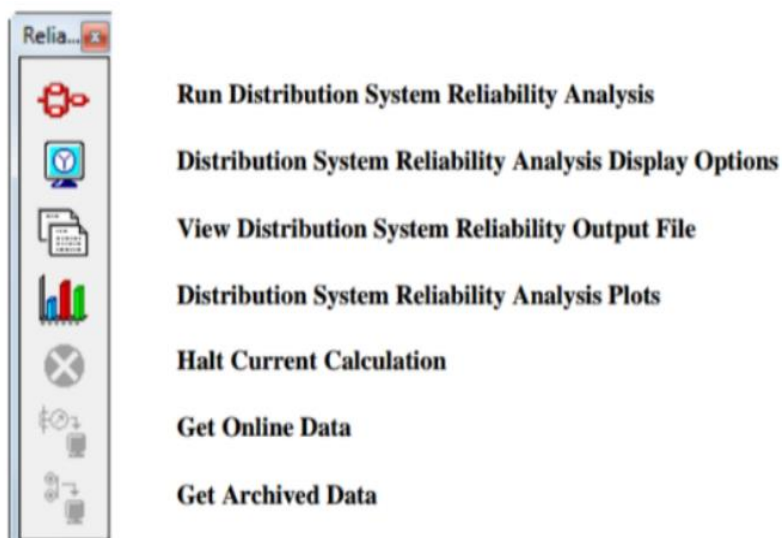 Relia...
Run Distribution System Reliability Analysis
Distribution System Reliability Analysis Display Options
View Distribution System Reliability Output File
Distribution System Reliability Analysis Plots
Halt Current Calculation
Get Online Data
Get Archived Data